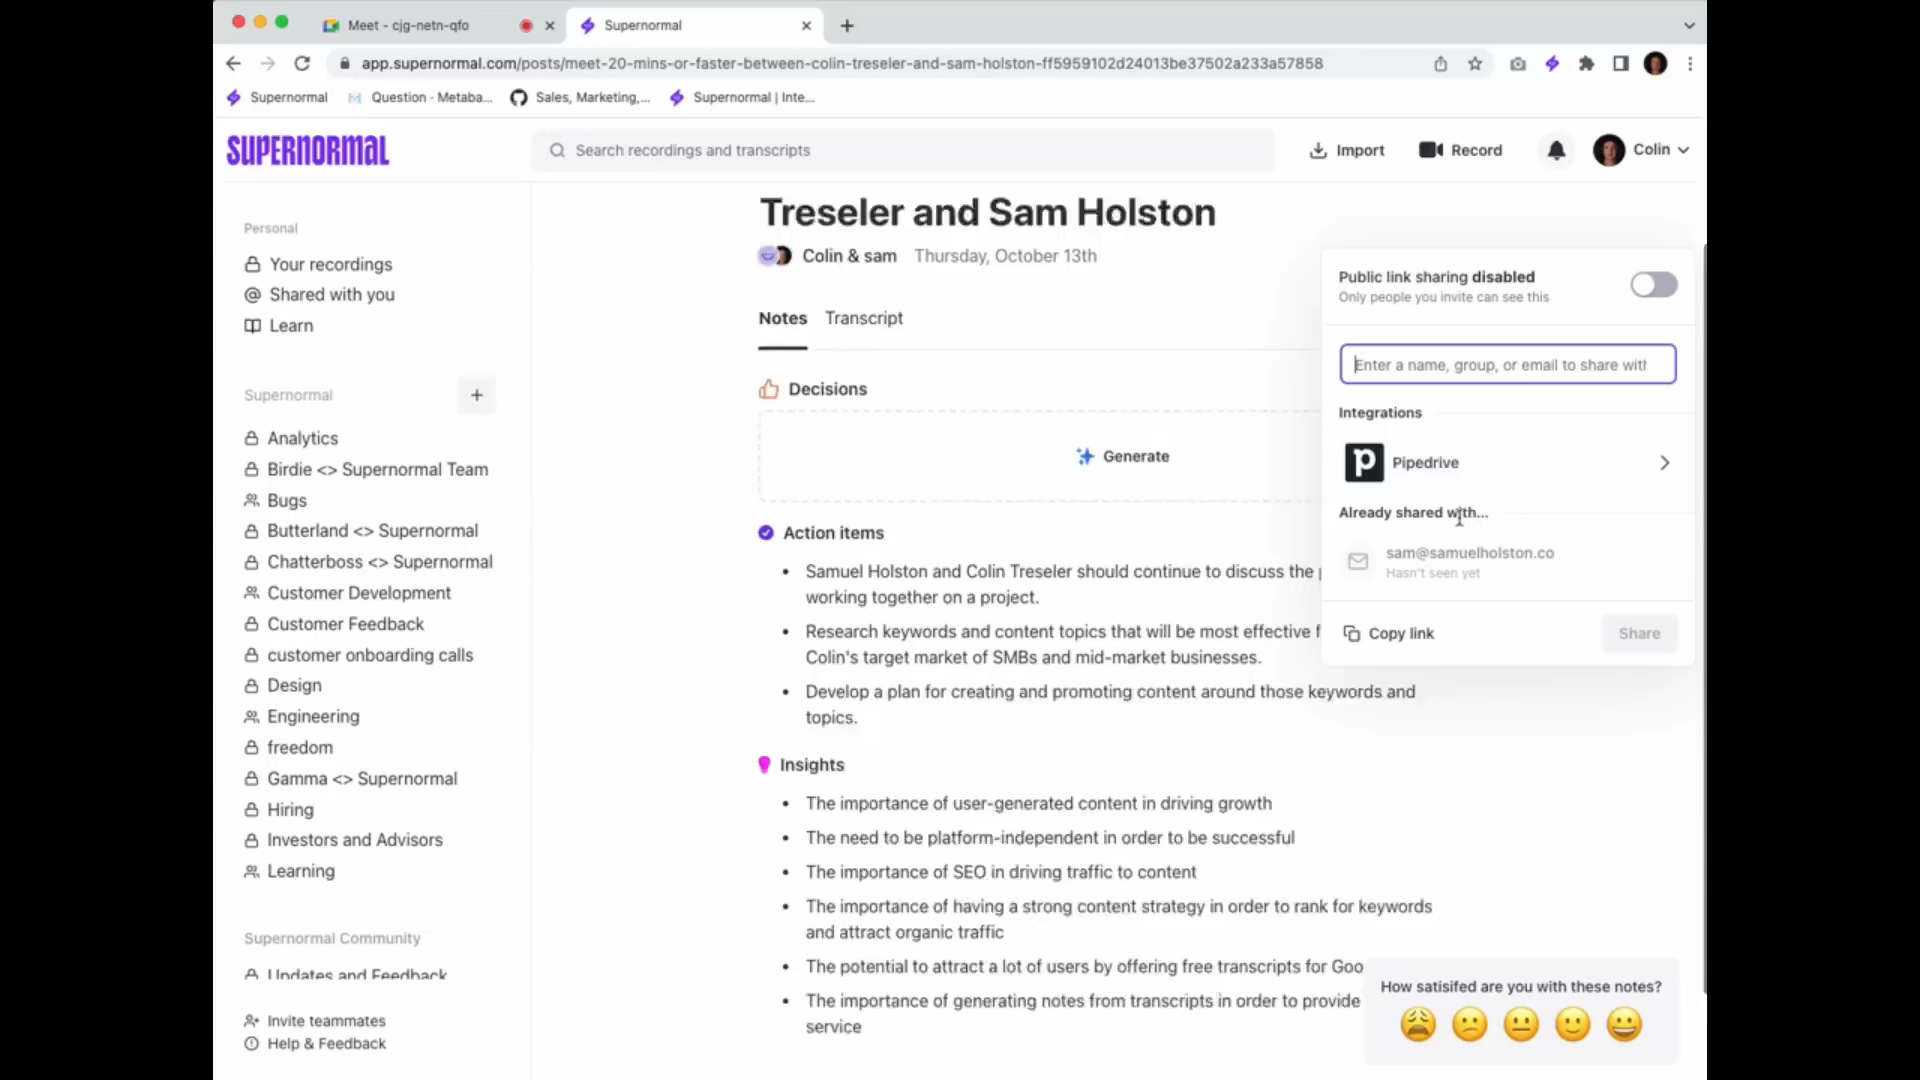 Meet - cjg-netn-qfo
Supernormal
app.supernormal.com/posts/meet-20-mins-or-faster-between-colin-treseler-and-sam-holston-ff5959102d24013be37502a233a57858
Supernormal
Question · Metaba...
Sales, Marketing,...
Supernormal | Inte...
SUPERNORMAL
Search recordings and transcripts
Import
Record
Colin
Personal
Your recordings
Shared with you
Learn
Supernormal
Analytics
Birdie <> Supernormal Team
Bugs
Butterland <> Supernormal
Chatterboss <> Supernormal
Customer Development
Customer Feedback
customer onboarding calls
Design
Engineering
freedom
Gamma <> Supernormal
Hiring
Investors and Advisors
Learning
Supernormal Community
Updates and Feedback
Invite teammates
Help & Feedback
Treseler and Sam Holston
Colin & sam Thursday, October 13th
Notes Transcript
Decisions
Generate
Action items
• Samuel Holston and Colin Treseler should continue to discuss the
working together on a project.
• Research keywords and content topics that will be most effective
Colin's target market of SMBs and mid-market businesses.
• Develop a plan for creating and promoting content around those keywords and
topics.
Insights
• The importance of user-generated content in driving growth
• The need to be platform-independent in order to be successful
• The importance of SEO in driving traffic to content
• The importance of having a strong content strategy in order to rank for keywords
and attract organic traffic
• The potential to attract a lot of users by offering free transcripts for Goo
• The importance of generating notes from transcripts in order to provide
service
Public link sharing disabled
Only people you invite can see this
Enter a name, group, or email to share with
Integrations
Pipedrive
Already shared with...
sam@samuelholston.co
Hasn't seen yet
Copy link
Share
How satisifed are you with these notes?